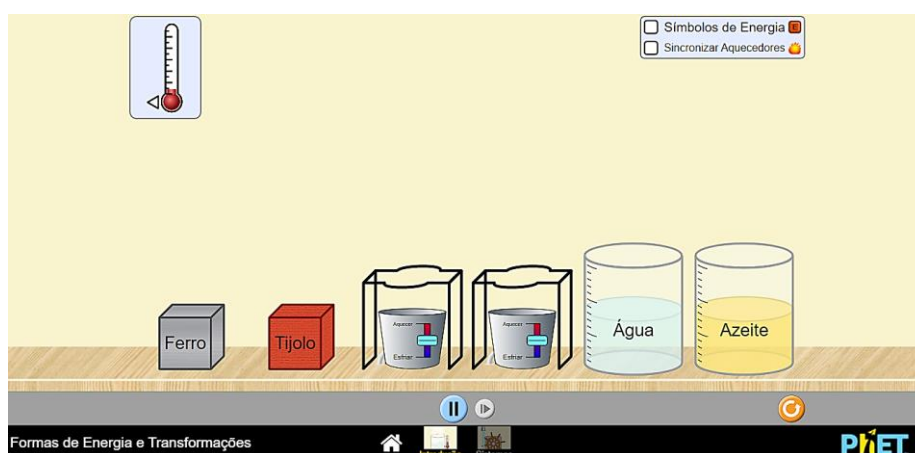 Símbolos de Energia E
Sincronizar Aquecedores
Ferro
Tijolo
Aquecer
Esfriar
Aquecer
Esfriar
Água
Azeite
Formas de Energia e Transformações
PhET